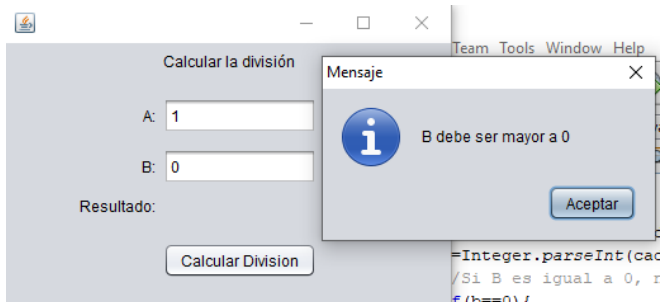 Calcular la división
A: 1
B: 0
Resultado:
Calcular Division
Mensaje
B debe ser mayor a 0
Aceptar
Team Tools Window Help
=Integer.parseInt(cad
/Si B es igual a 0, r
f(b==0){